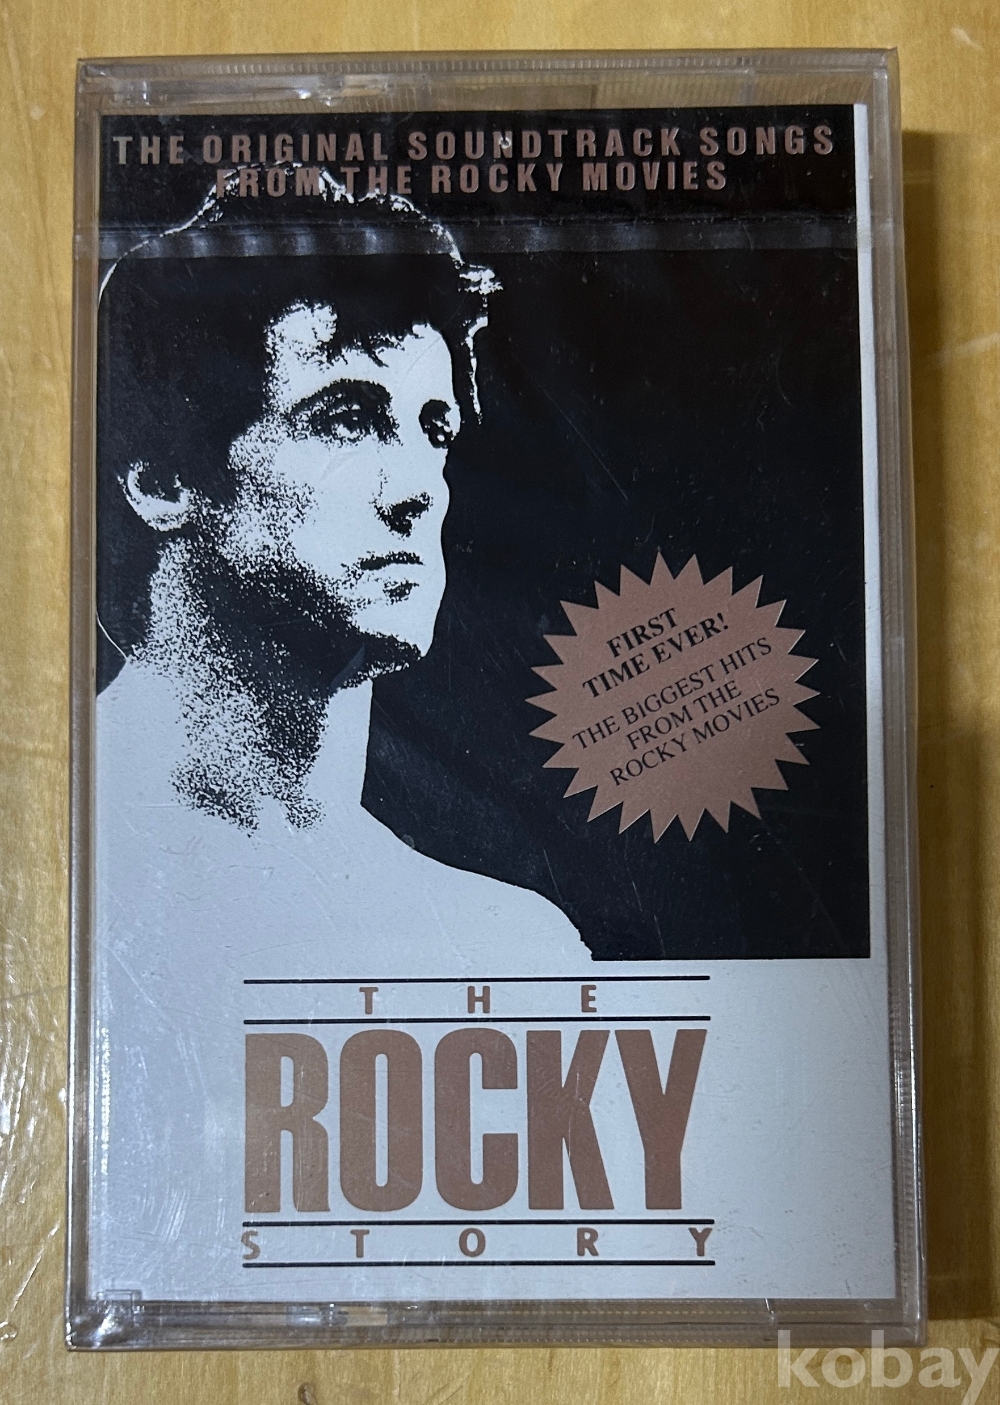 THE ORIGINAL SOUNDTRACK SONGS
FROM THE ROCKY MOVIES
FIRST
TIME EVER!
THE BIGGEST HITS
FROM THE
ROCKY MOVIES
THE
ROCKY
STORY
kobay